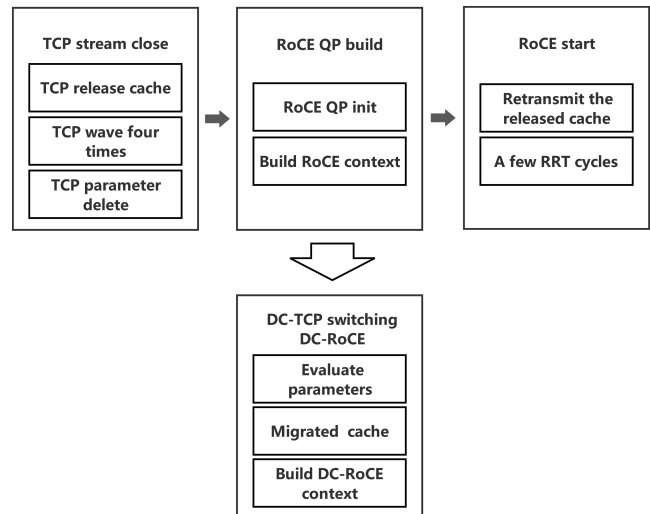 TCP stream close
TCP release cache
TCP wave four
times
TCP parameter
delete
RoCE QP build
RoCE QP init
Build RoCE context
RoCE start
Retransmit the
released cache
A few RRT cycles
DC-TCP switching
DC-RoCE
Evaluate
parameters
Migrated cache
Build DC-RoCE
context